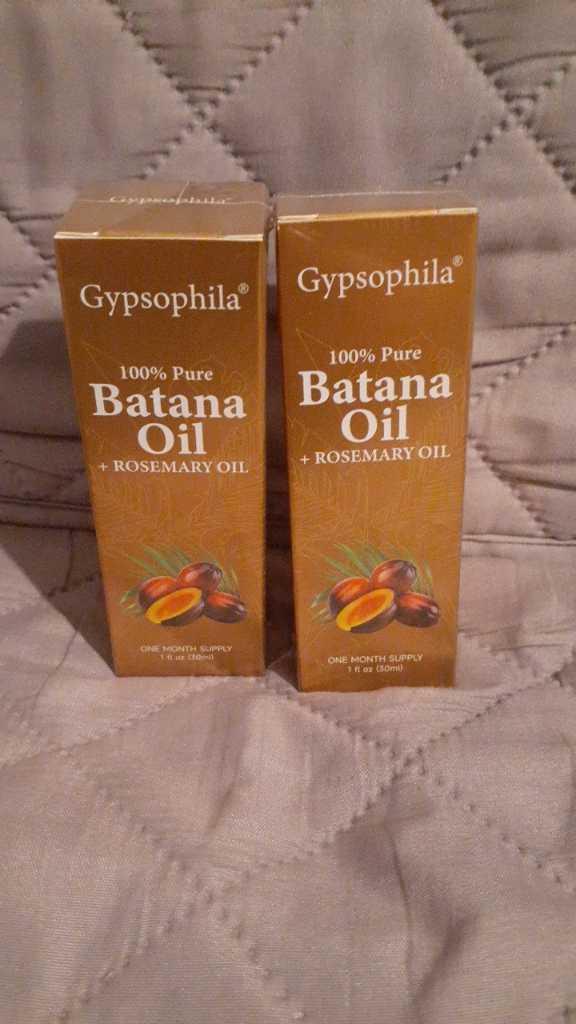 Gypsophila®
Gypsophila®
100% Pure
Batana
Oil
+ ROSEMARY OIL
ONE MONTH SUPPLY
1 fl oz (30ml)
Gypsophila®
100% Pure
Batana
Oil
+ ROSEMARY OIL
ONE MONTH SUPPLY
1 fl oz (30ml)